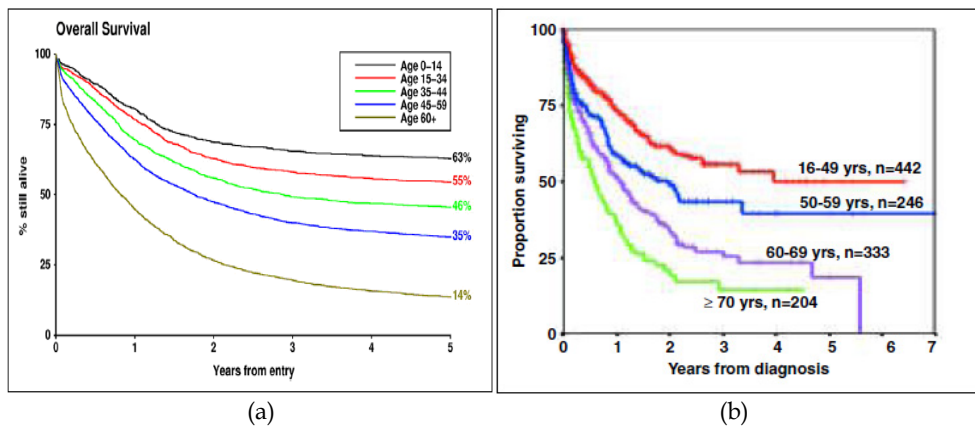 Overall Survival
100
75
50
25
0
% still alive
Age 0–14
Age 15–34
Age 35–44
Age 45–59
Age 60+
63%
55%
46%
35%
14%
0 1 2 3 4 5
Years from entry
(a)
100
75
50
25
0
Proportion surviving
16-49 yrs, n=442
50-59 yrs, n=246
60-69 yrs, n=333
≥ 70 yrs, n=204
0 1 2 3 4 5 6 7
Years from diagnosis
(b)